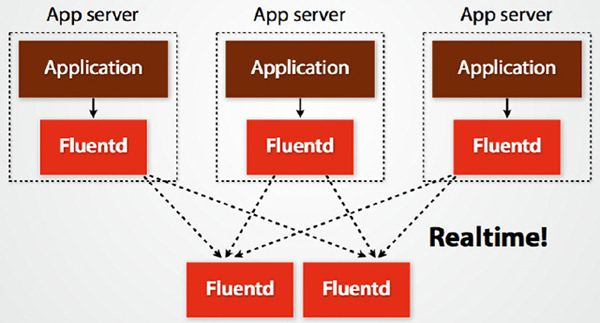 App server
App server
App server
Application
Application
Application
Fluentd
Fluentd
Fluentd
Realtime!
Fluentd
Fluentd